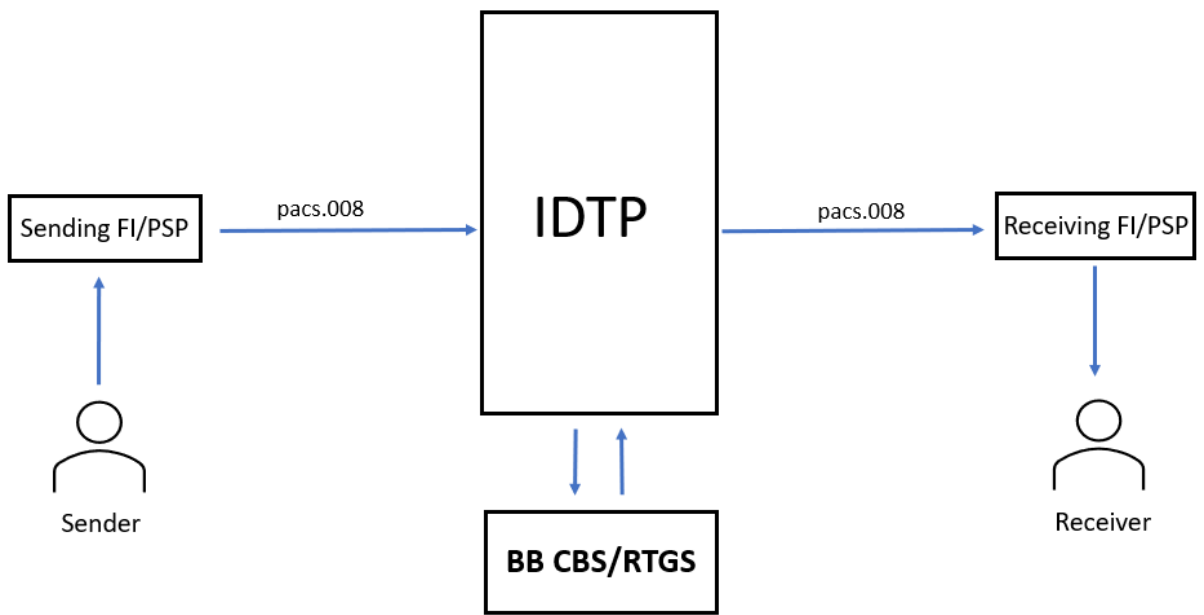 IDTP
pacs.008
pacs.008
Sending FI/PSP
Receiving FI/PSP
Sender
Receiver
BB CBS/RTGS